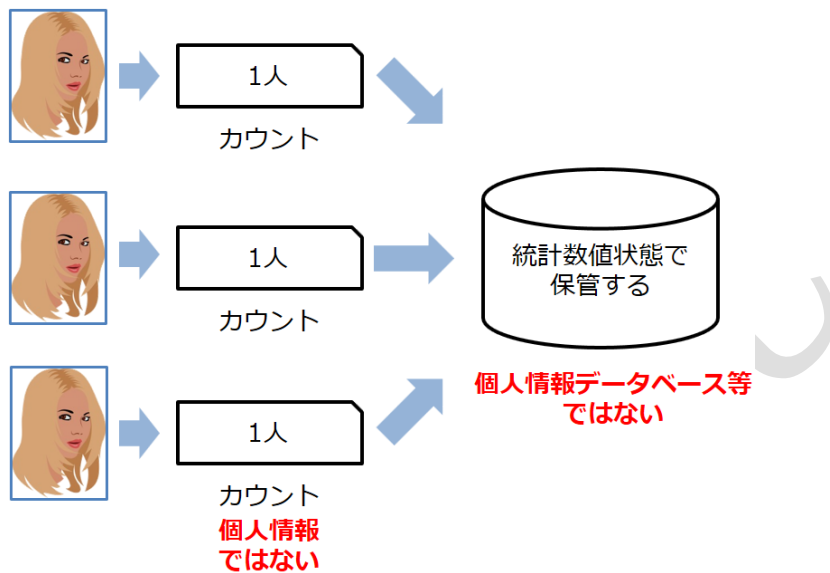 1人
カウント
1人
カウント
統計数値状態で
保管する
個人情報データベース等
ではない
1人
カウント
個人情報
ではない